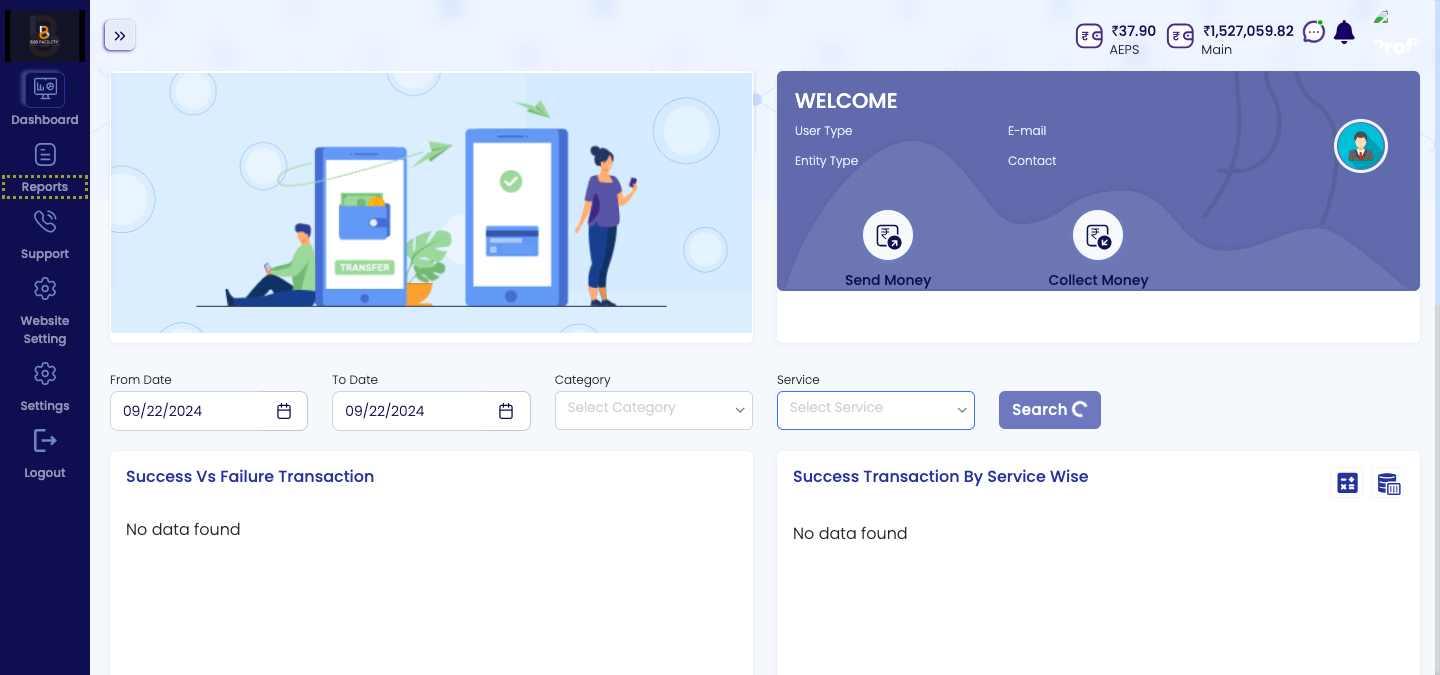 ₹37.90
AEPS
₹1,527,059.82
Main
Dashboard
Reports
Support
Website
Setting
Settings
Logout
TRANSFER
WELCOME
User Type
E-mail
Entity Type
Contact
Send Money
Collect Money
From Date
To Date
Category
Service
09/22/2024
09/22/2024
Select Category
Select Service
Search
Success Vs Failure Transaction
No data found
Success Transaction By Service Wise
No data found